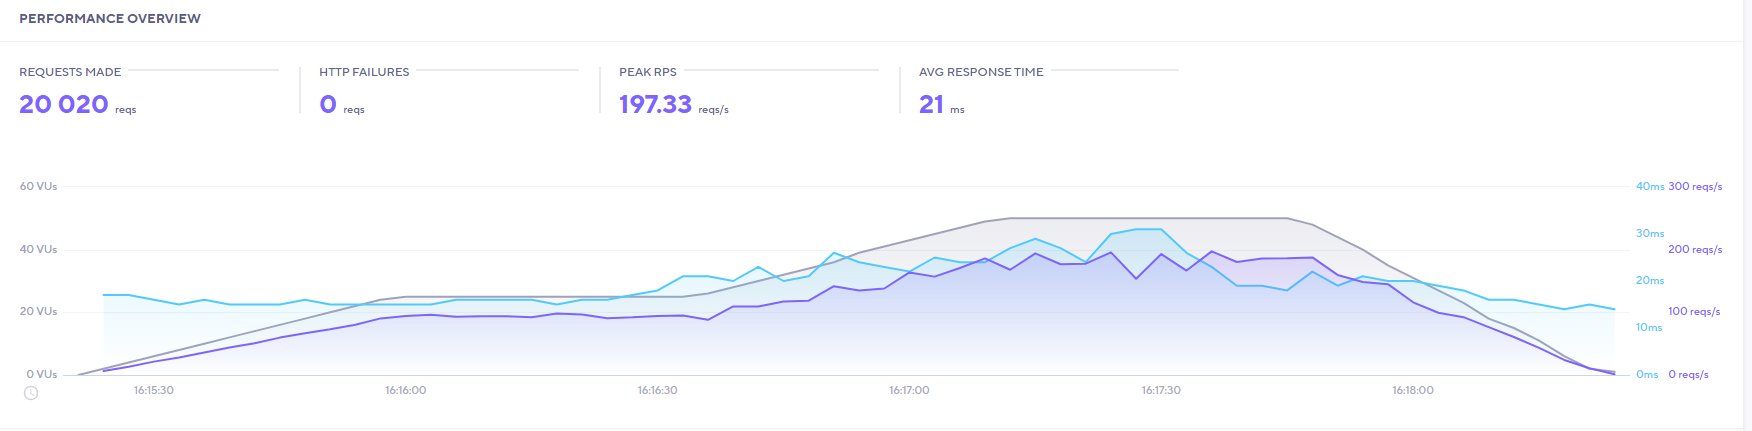 PERFORMANCE OVERVIEW
REQUESTS MADE
20 020 reqs
HTTP FAILURES
0 reqs
PEAK RPS
197.33 reqs/s
AVG RESPONSE TIME
21 ms
60 VUs
40 VUs
20 VUs
0 VUs
40ms 300 reqs/s
30ms
200 reqs/s
20ms
100 reqs/s
10ms
0ms 0 reqs/s
16:15:30 16:16:00 16:16:30 16:17:00 16:17:30 16:18:00